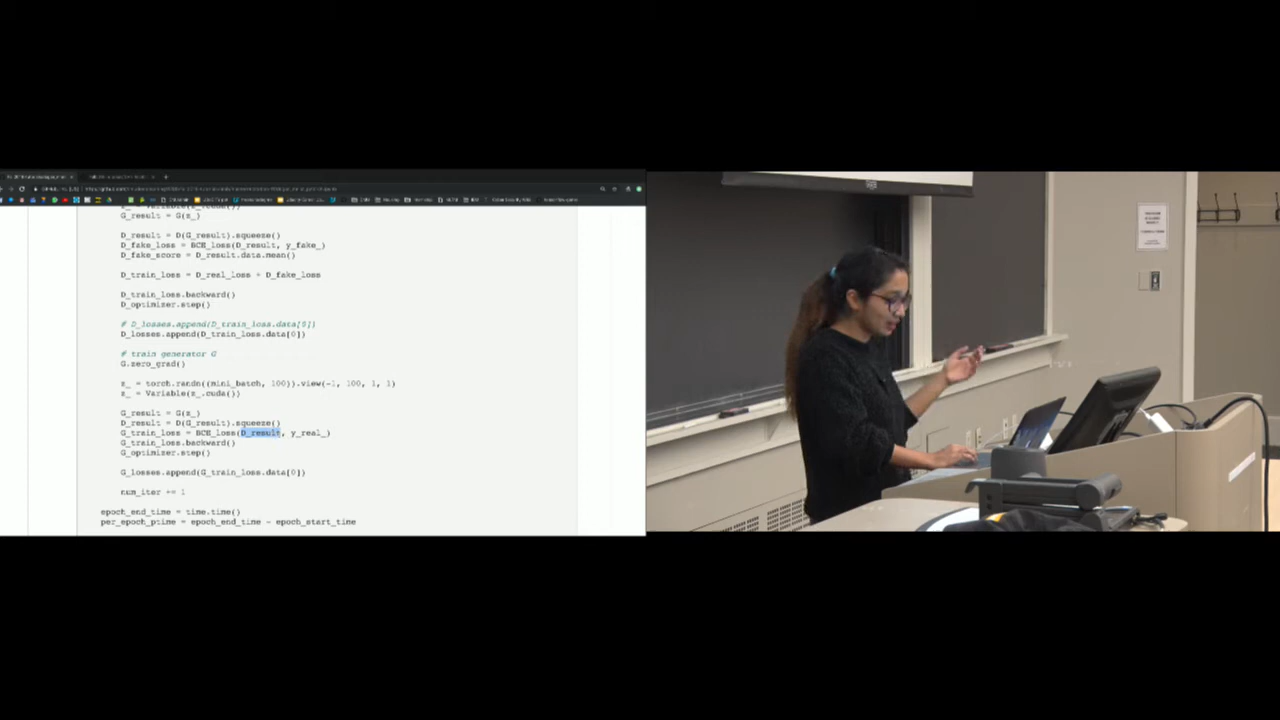 G_result = G(z_)
D_result = D(G_result).squeeze()
D_fake_loss = BCE_loss(D_result, y_fake_)
D_fake_score = D_result.data.mean()
D_train_loss = D_real_loss + D_fake_loss
D_train_loss.backward()
D_optimizer.step()
# D_losses.append(D_train_loss.data[0])
D_losses.append(D_train_loss.data[0])
# train generator G
G.zero_grad()
z_ = torch.randn((mini_batch, 100)).view(-1, 100, 1, 1)
z_ = Variable(z_.cuda())
G_result = G(z_)
D_result = D(G_result).squeeze()
G_train_loss = BCE_loss(D_result, y_real_)
G_train_loss.backward()
G_optimizer.step()
G_losses.append(G_train_loss.data[0])
num_iter += 1
epoch_end_time = time.time()
per_epoch_ptime = epoch_end_time - epoch_start_time